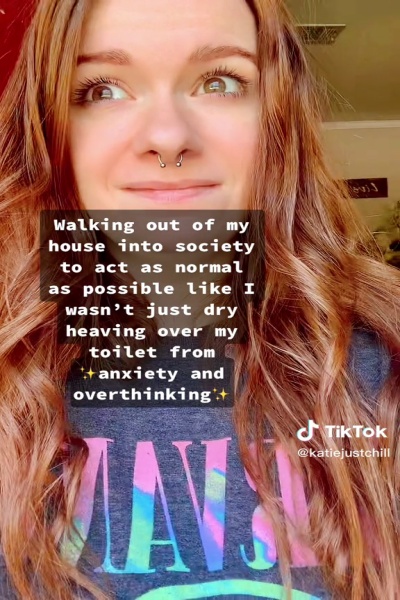 Walking out of my
house into society
to act as normal
as possible like I
wasn't just dry
heaving over my
toilet from
✨anxiety and
overthinking✨
TikTok
@katiejustchill